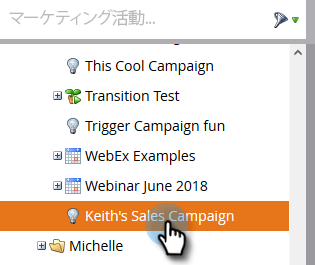 マーケティング活動...
This Cool Campaign
Transition Test
Trigger Campaign fun
WebEx Examples
Webinar June 2018
Keith's Sales Campaign
Michelle